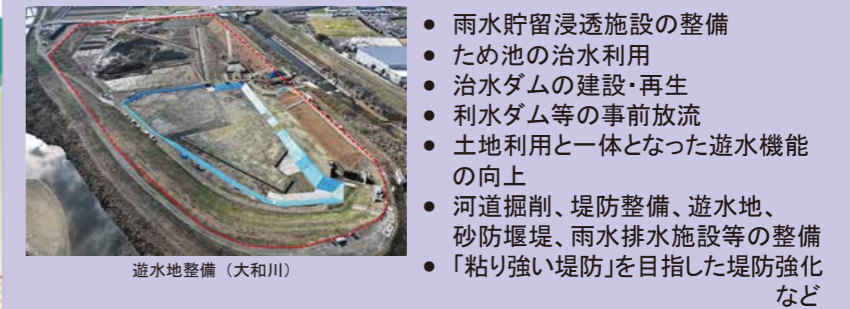 ● 雨水貯留浸透施設の整備
● ため池の治水利用
● 治水ダムの建設・再生
● 利水ダム等の事前放流
● 土地利用と一体となった遊水機能
の向上
● 河道掘削、堤防整備、遊水地、
砂防堰堤、雨水排水施設等の整備
● 「粘り強い堤防」を目指した堤防強化
など
遊水地整備（大和川）